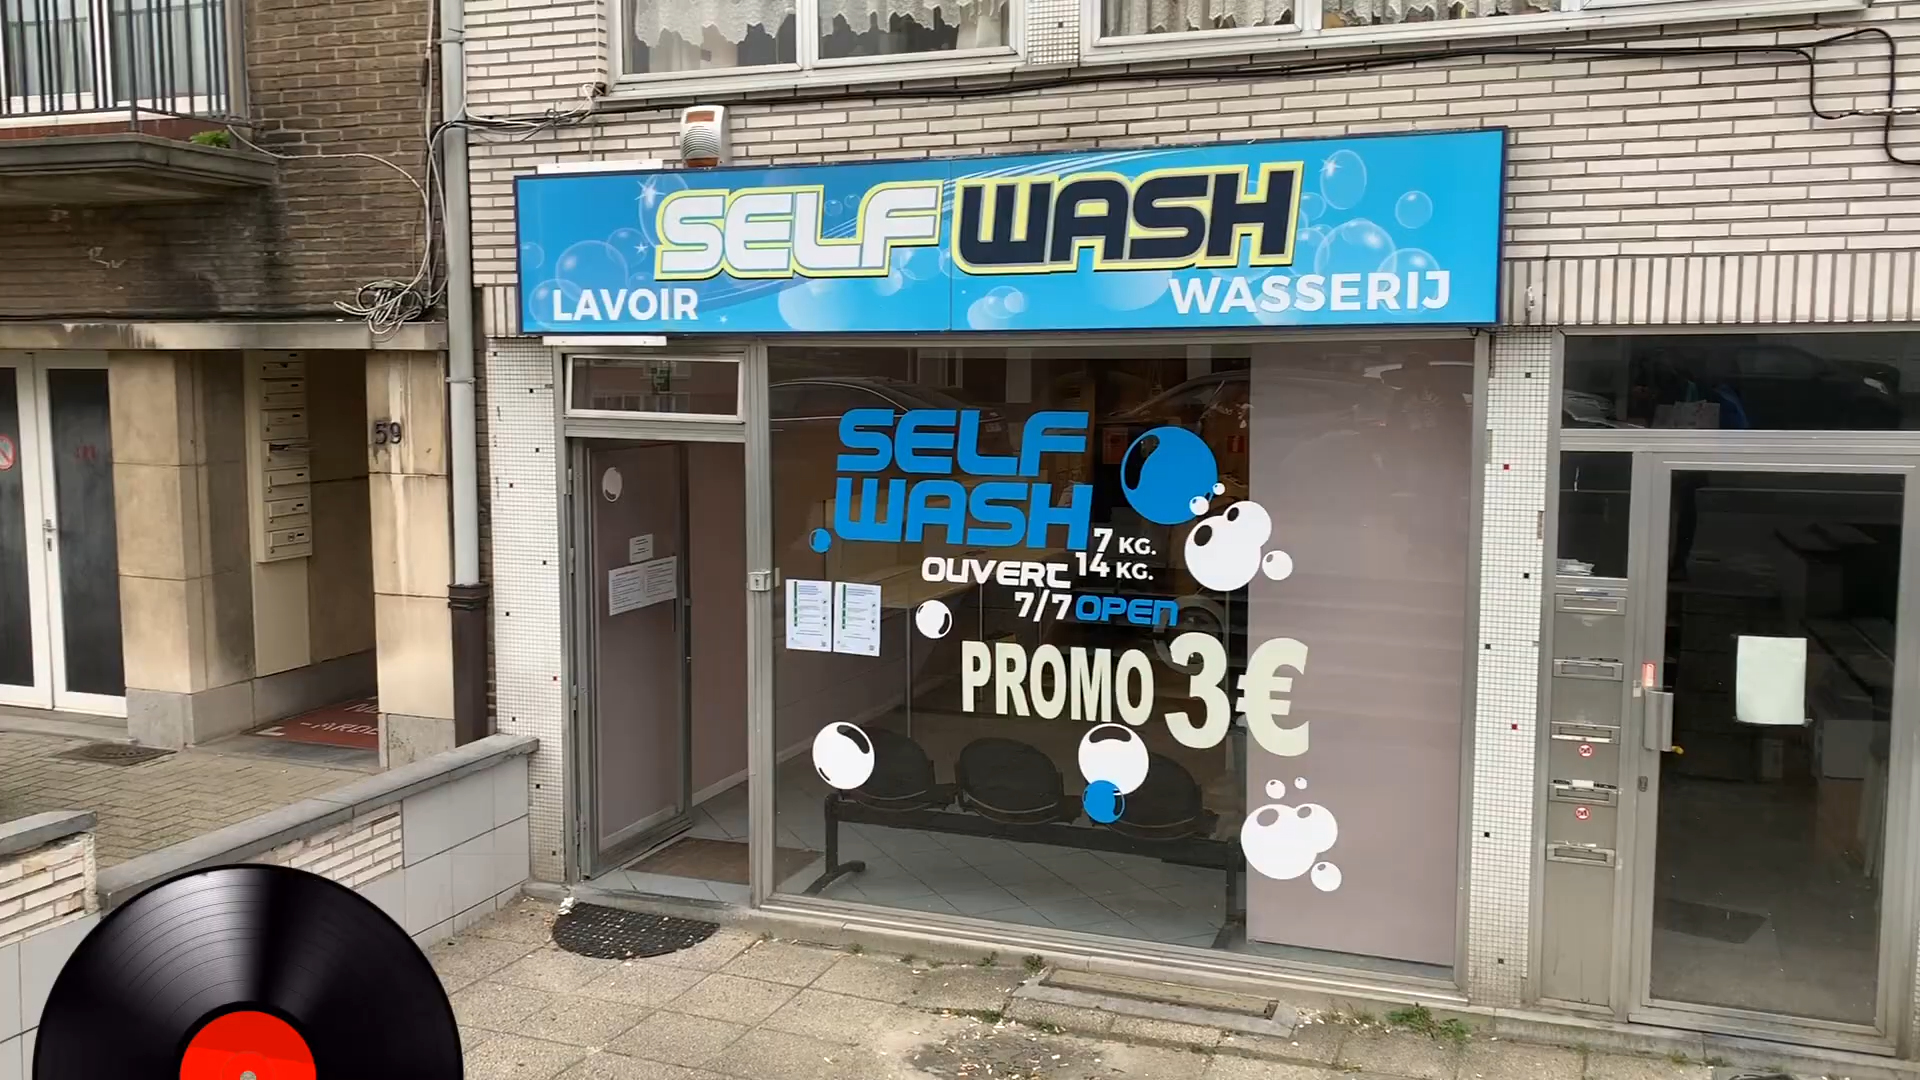 SELF WASH
LAVOIR
WASSERIJ
59
SELF
WASH
7 KG.
14 KG.
OUVERT
7/7 OPEN
PROMO 3€